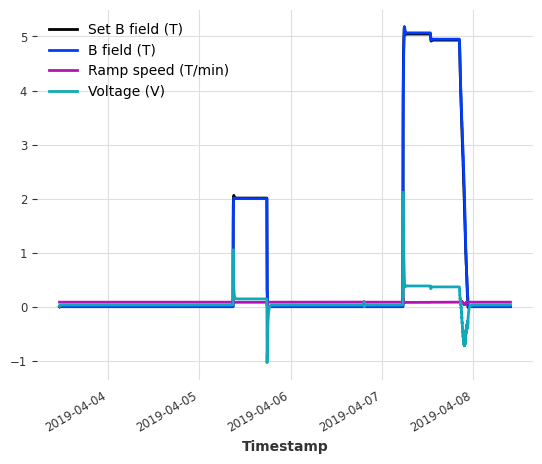 Set B field (T)
B field (T)
Ramp speed (T/min)
Voltage (V)
5
4
3
2
1
0
−1
2019-04-04
2019-04-05
2019-04-06
2019-04-07
2019-04-08
Timestamp